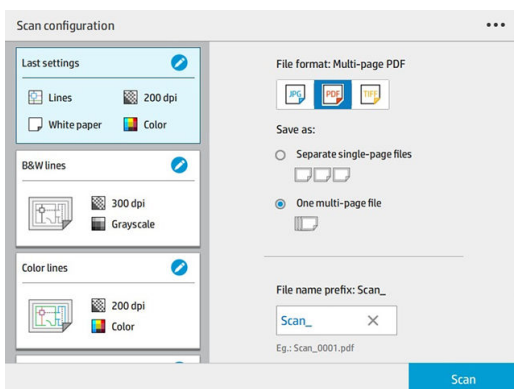 Scan configuration
Last settings
Lines
200 dpi
White paper
Color
B&W lines
300 dpi
Grayscale
Color lines
200 dpi
Color
File format: Multi-page PDF
JPG
PDF
TIFF
Save as:
Separate single-page files
One multi-page file
File name prefix: Scan_
Scan_
Eg.: Scan_0001.pdf
Scan